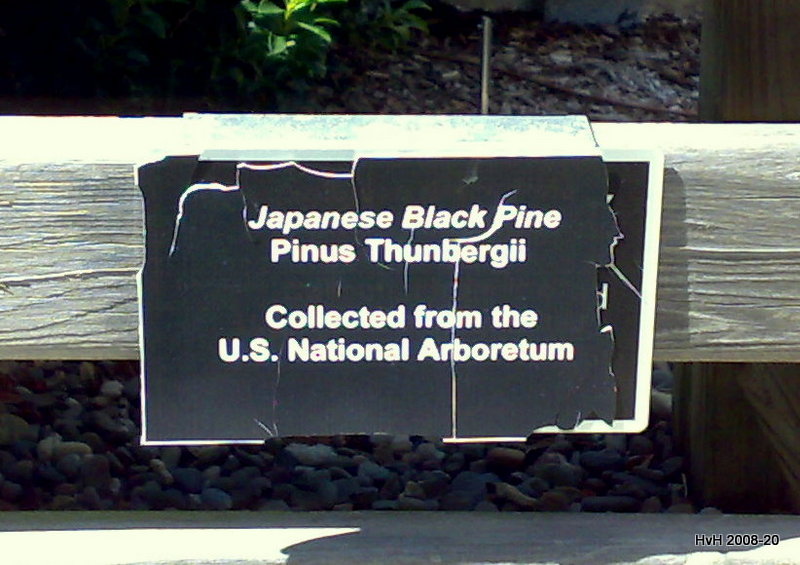 Japanese Black Pine
Pinus Thunbergii
Collected from the
U.S. National Arboretum
HvH 2008-20